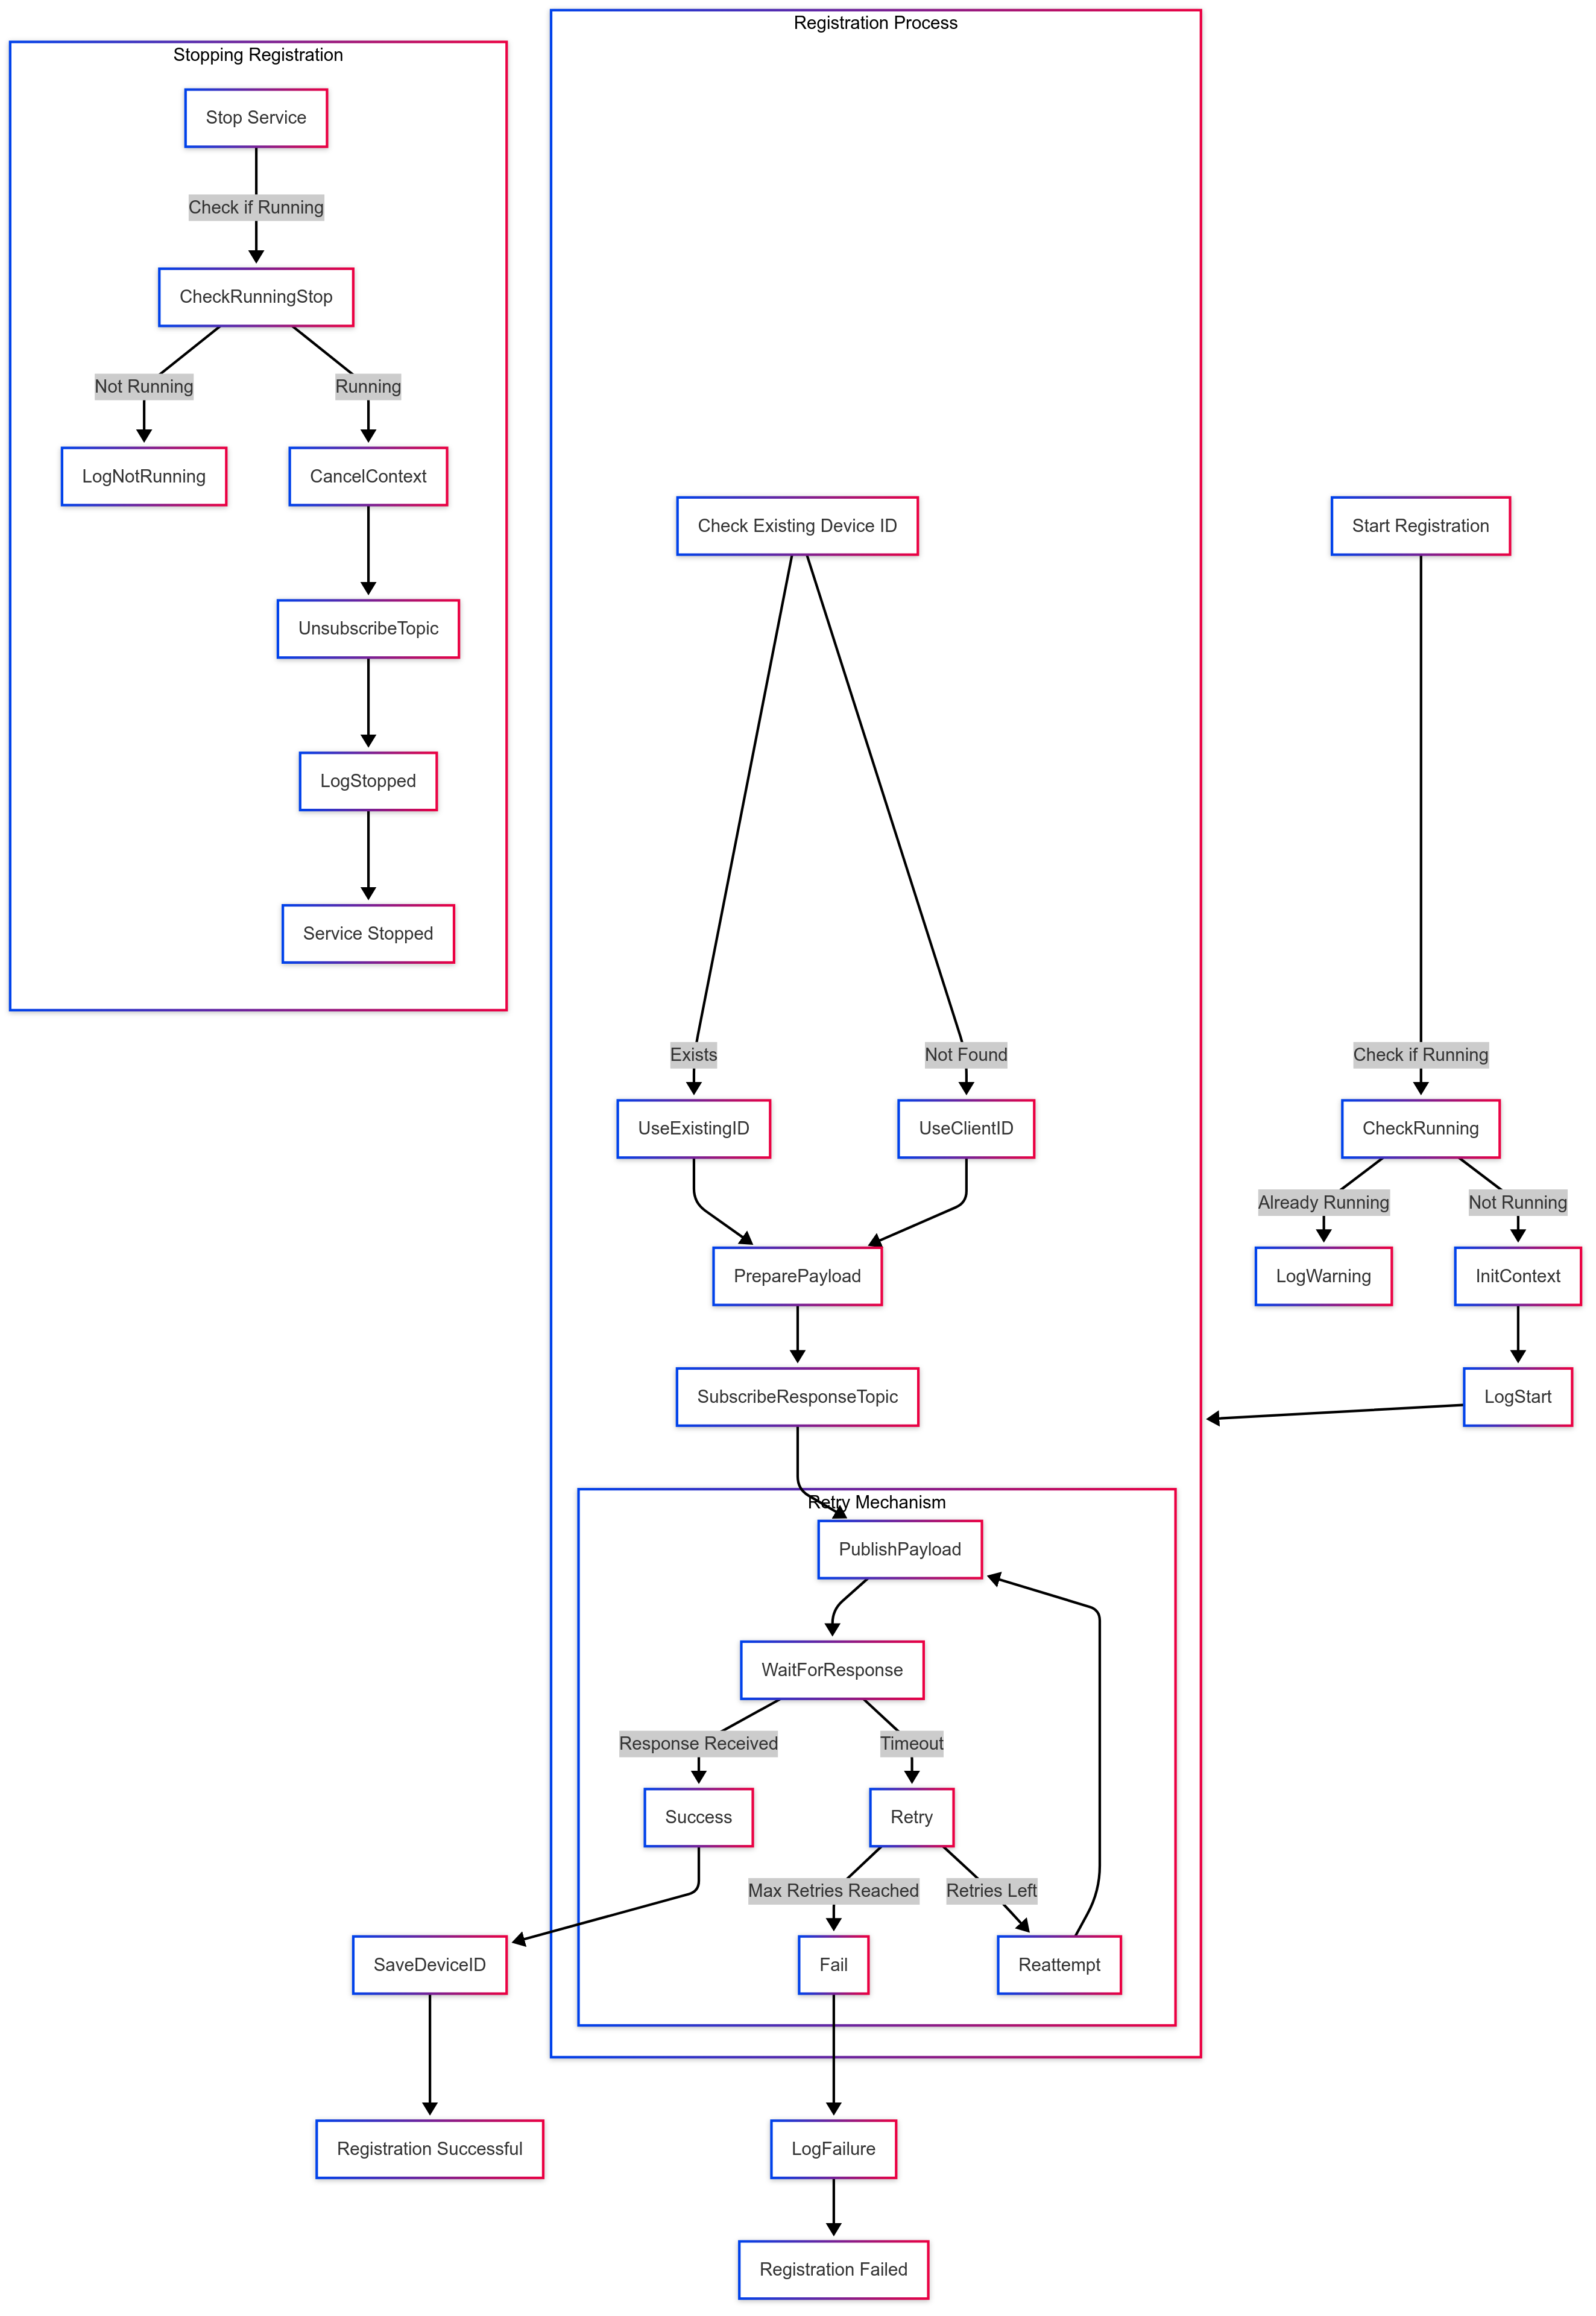 Stopping Registration
Stop Service
Check if Running
CheckRunningStop
Not Running
Running
LogNotRunning
CancelContext
UnsubscribeTopic
LogStopped
Service Stopped
Registration Process
Check Existing Device ID
Exists
Not Found
UseExistingID
UseClientID
PreparePayload
SubscribeResponseTopic
Retry Mechanism
PublishPayload
WaitForResponse
Response Received
Timeout
Success
Retry
Max Retries Reached
Retries Left
Fail
Reattempt
SaveDeviceID
Registration Successful
LogFailure
Registration Failed
Start Registration
Check if Running
CheckRunning
Already Running
Not Running
LogWarning
InitContext
LogStart